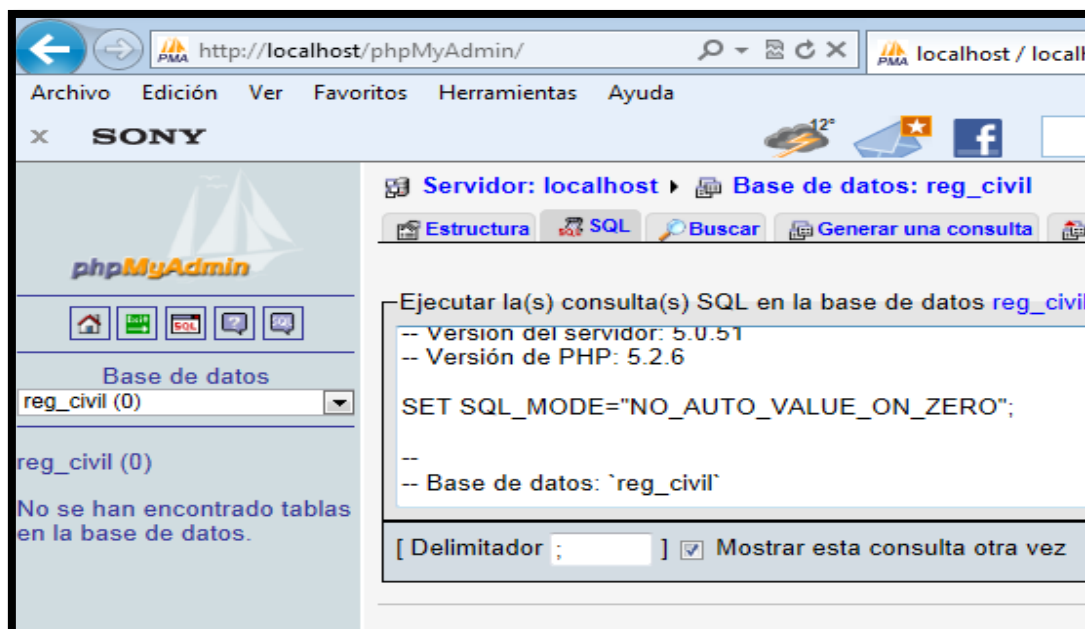 http://localhost/phpMyAdmin/
PMA
PMA localhost / local
Archivo Edición Ver Favoritos Herramientas Ayuda
x SONY
12°
f
phpMyAdmin
Base de datos
reg_civil (0)
reg_civil (0)
No se han encontrado tablas
en la base de datos.
Servidor: localhost Base de datos: reg_civil
Estructura SQL Buscar Generar una consulta
Ejecutar la(s) consulta(s) SQL en la base de datos reg_civil
-- Versión del servidor: 5.0.51
-- Versión de PHP: 5.2.6
SET SQL_MODE="NO_AUTO_VALUE_ON_ZERO";
--
-- Base de datos: `reg_civil`
[ Delimitador ; ] Mostrar esta consulta otra vez